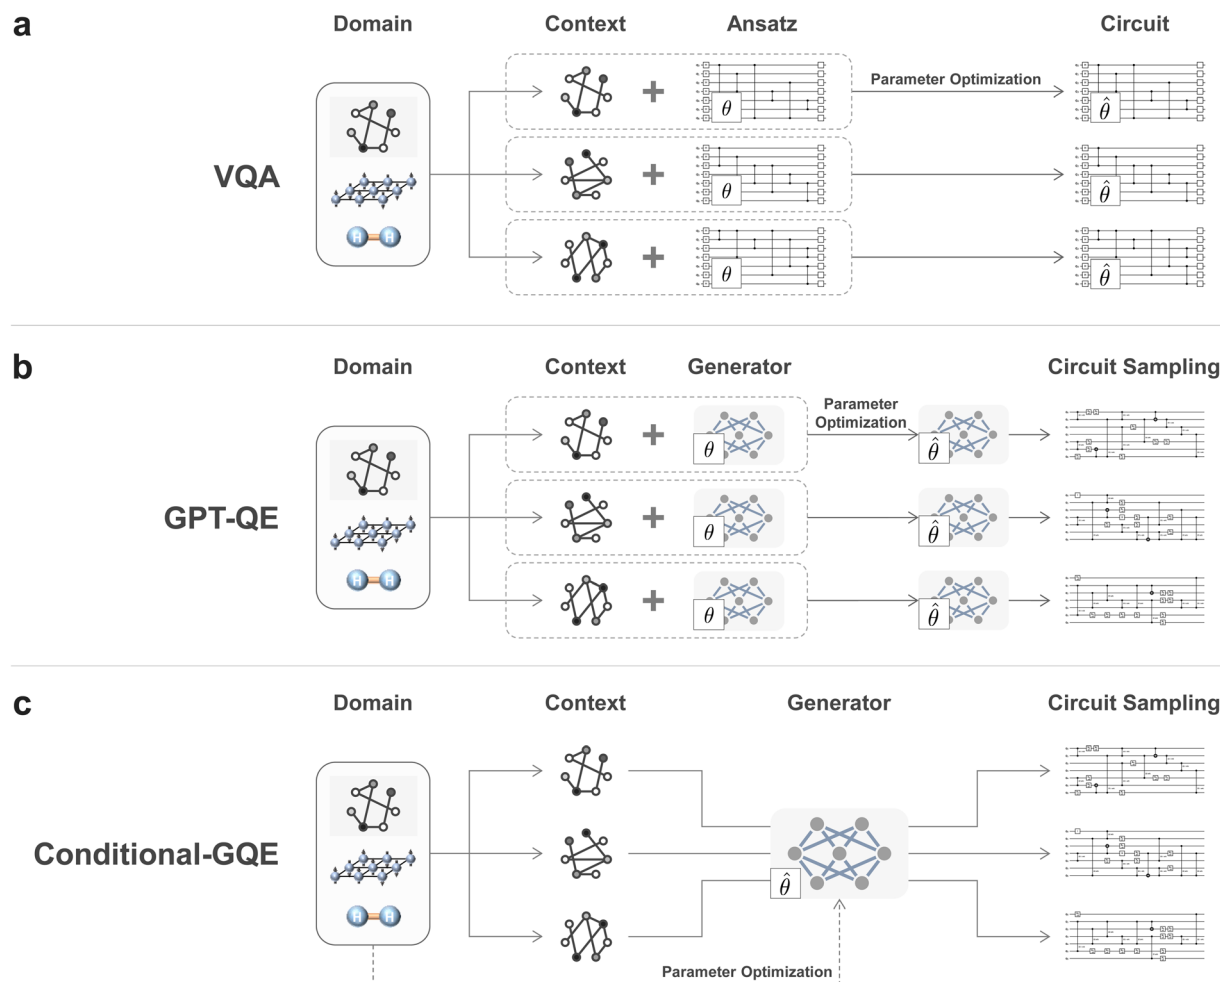 a
Domain
Context
Ansatz
Circuit
VQA
H H
+ θ
Parameter Optimization
θ̂
+ θ
θ̂
+ θ
θ̂
b
Domain
Context
Generator
Circuit Sampling
GPT-QE
H H
+ θ
Parameter
Optimization
θ̂
+ θ
θ̂
+ θ
θ̂
c
Domain
Context
Generator
Circuit Sampling
Conditional-GQE
H H
θ̂
Parameter Optimization